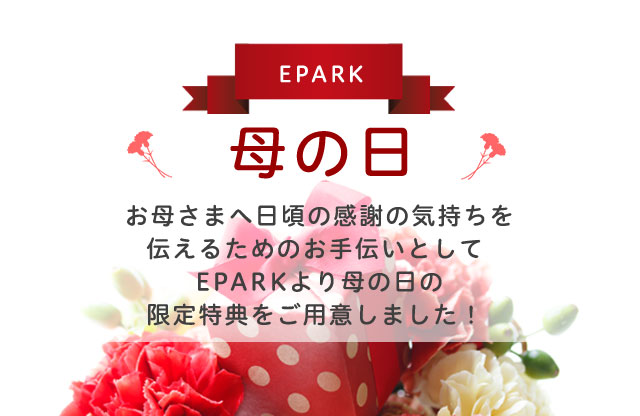 EPARK
母の日
お母さまへ日頃の感謝の気持ちを
伝えるためのお手伝いとして
EPARKより母の日の
限定特典をご用意しました！